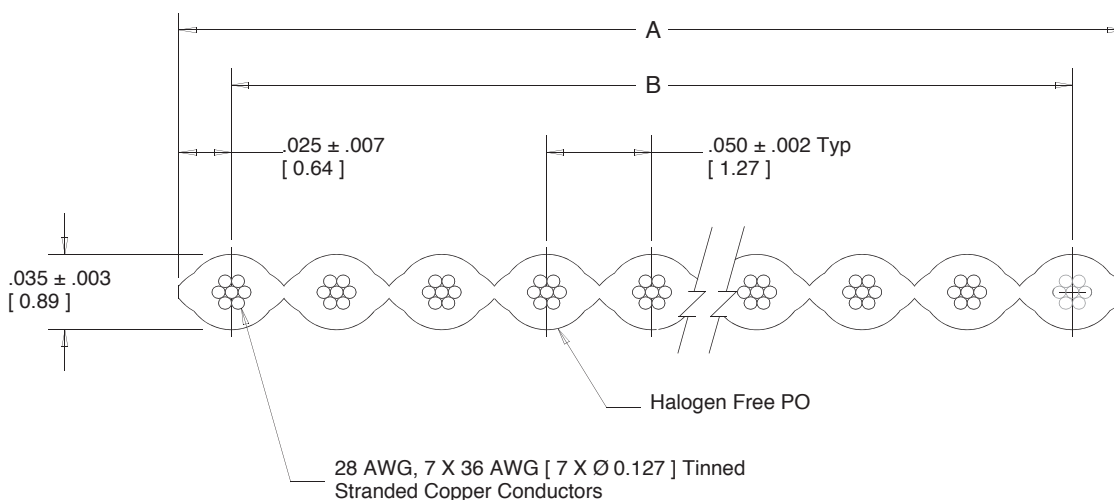 A
B
.025 ± .007
[ 0.64 ]
.050 ± .002 Typ
[ 1.27 ]
.035 ± .003
[ 0.89 ]
Halogen Free PO
28 AWG, 7 X 36 AWG [ 7 X Ø 0.127 ] Tinned
Stranded Copper Conductors